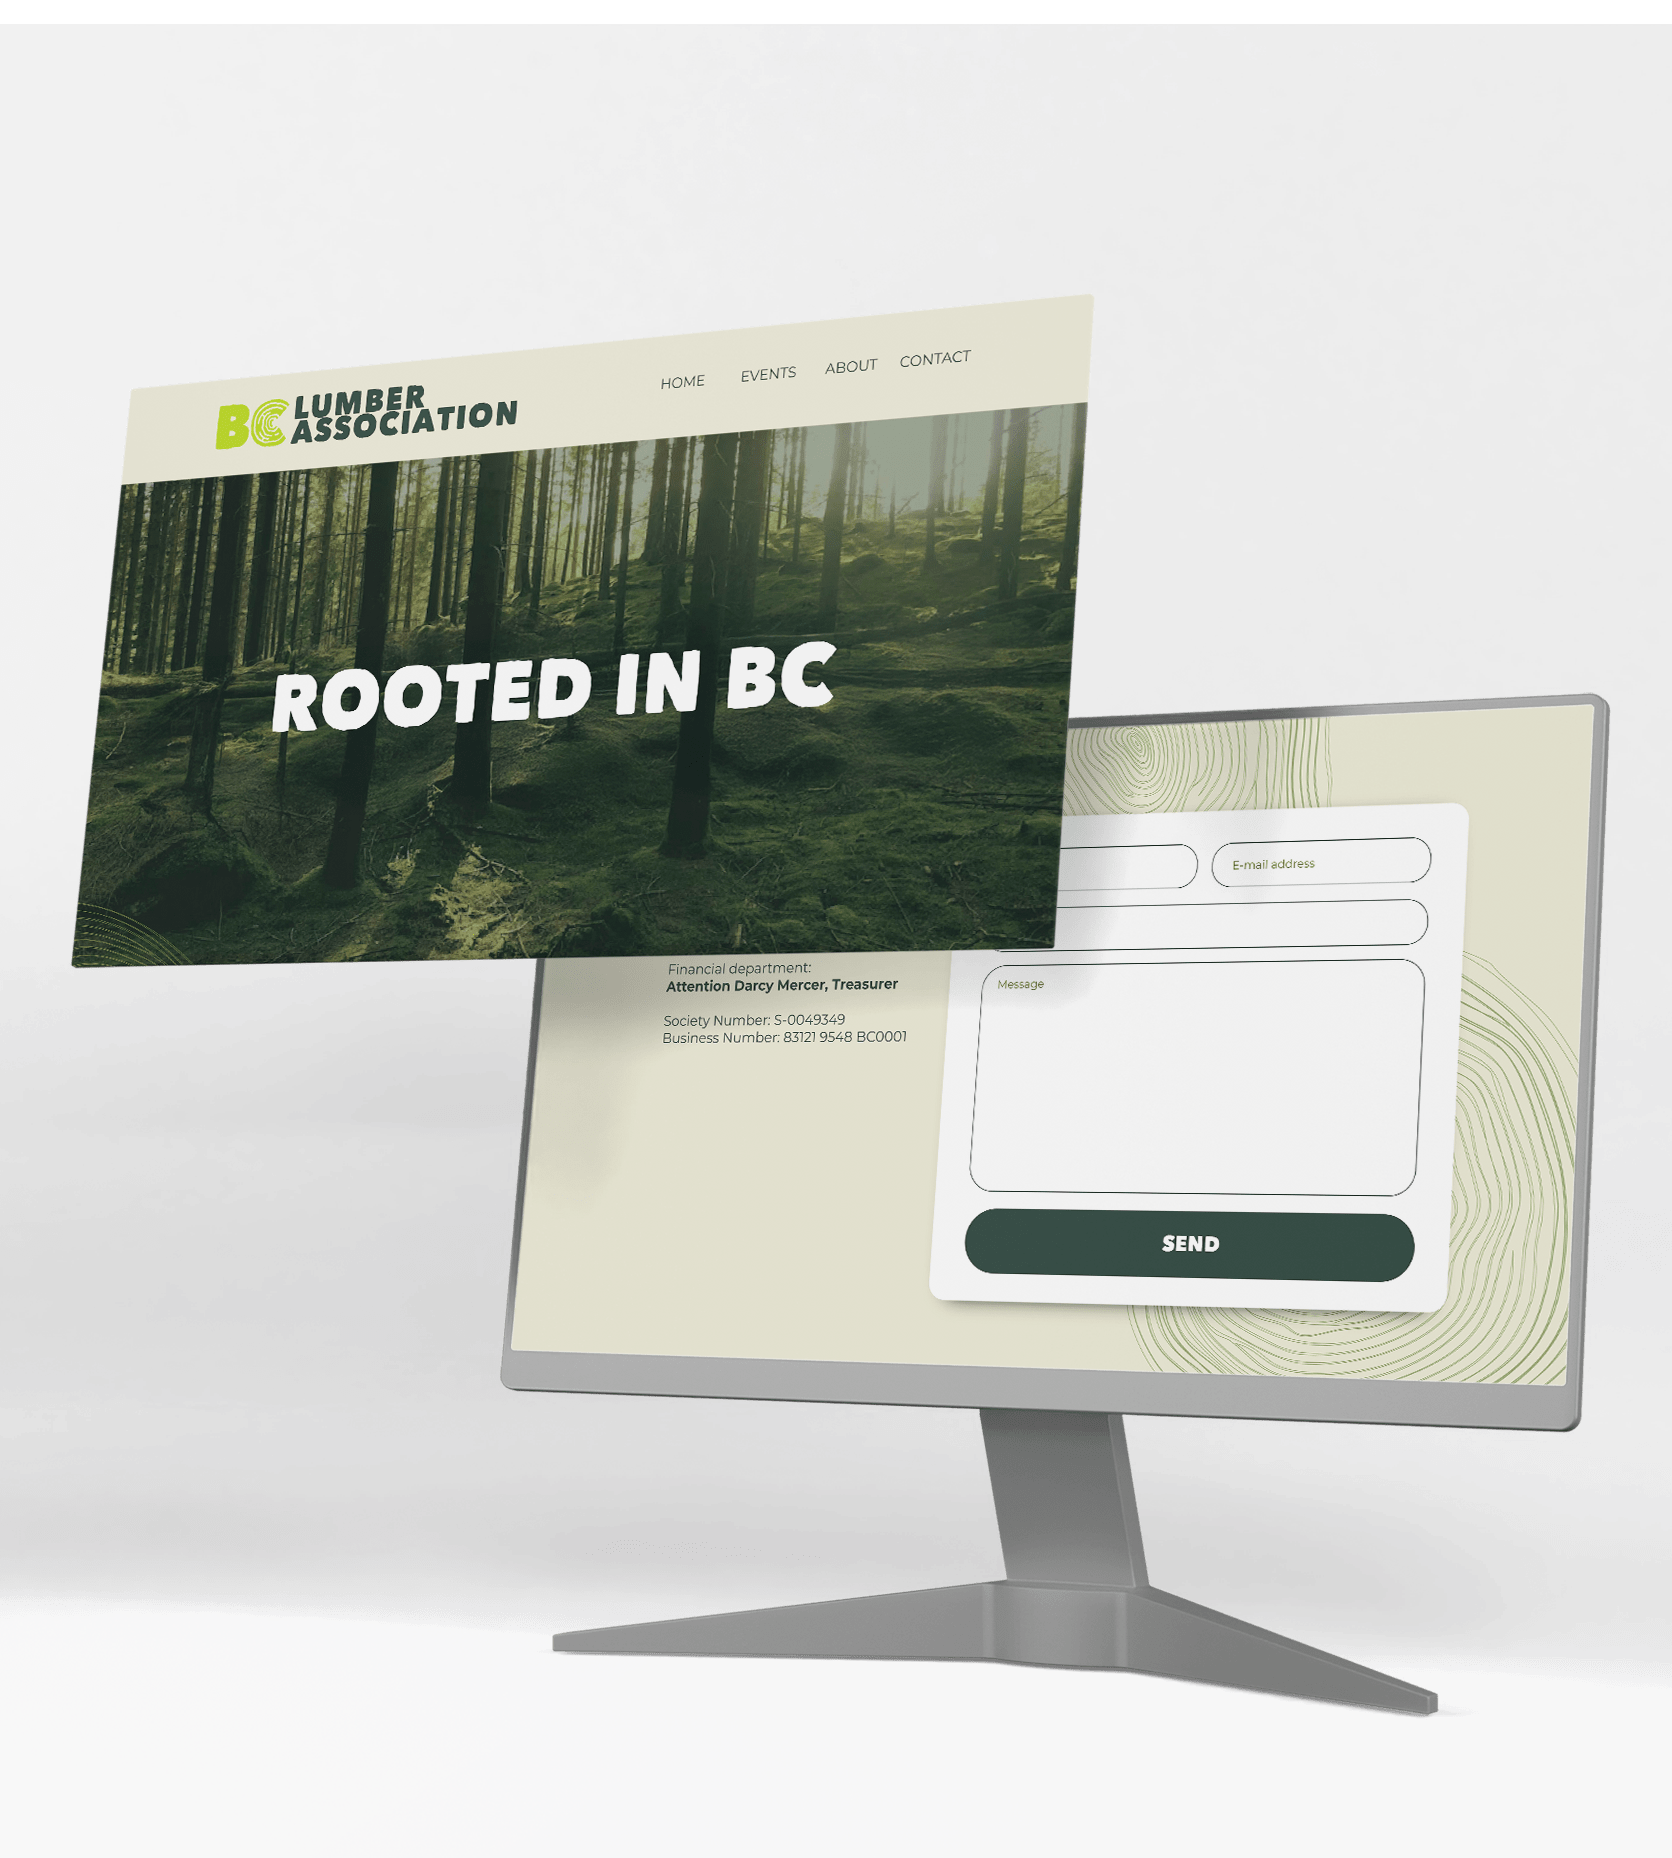 BC LUMBER
ASSOCIATION
HOME EVENTS ABOUT CONTACT
ROOTED IN BC
E-mail address
Message
SEND
Financial department:
Attention Darcy Mercer, Treasurer
Society Number: S-0049349
Business Number: 83121 9548 BC0001